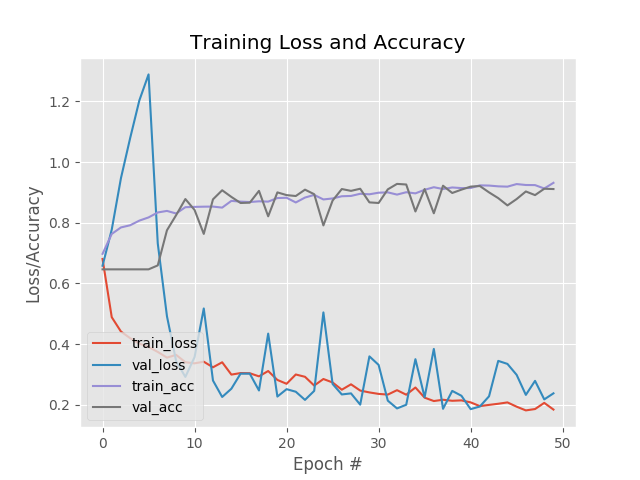 Training Loss and Accuracy
Loss/Accuracy
1.2
1.0
0.8
0.6
0.4
0.2
train_loss
val_loss
train_acc
val_acc
0 10 20 30 40 50
Epoch #